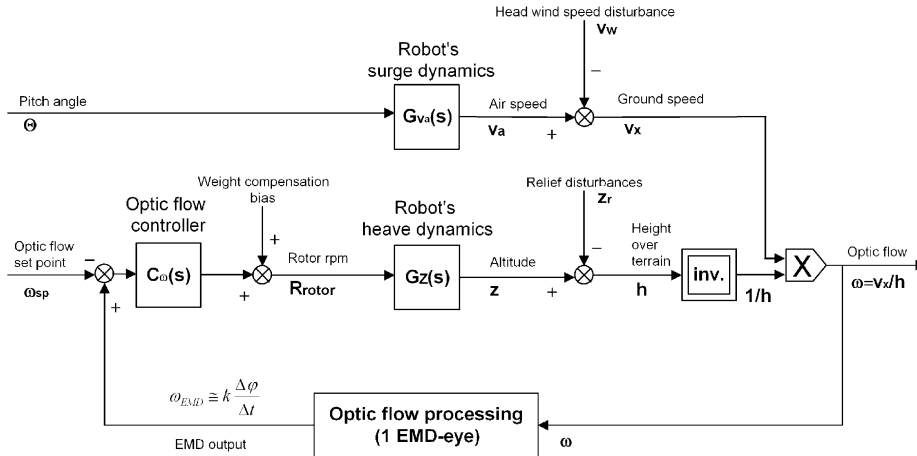 Head wind speed disturbance
Vw
−
Robot's
surge dynamics
Pitch angle
Θ
Gva(s)
Air speed
Va
+
Ground speed
Vx
Weight compensation
bias
+
Relief disturbances
Zr
−
Optic flow
controller
Robot's
heave dynamics
Optic flow
set point
ωsp
−
+
Cω(s)
+
Rotor rpm
Rrotor
Gz(s)
Altitude
z
+
Height
over
terrain
h
inv.
1/h
X
Optic flow
ω=vx/h
ωEMD ≅ k Δφ/Δt
EMD output
Optic flow processing
(1 EMD-eye)
ω